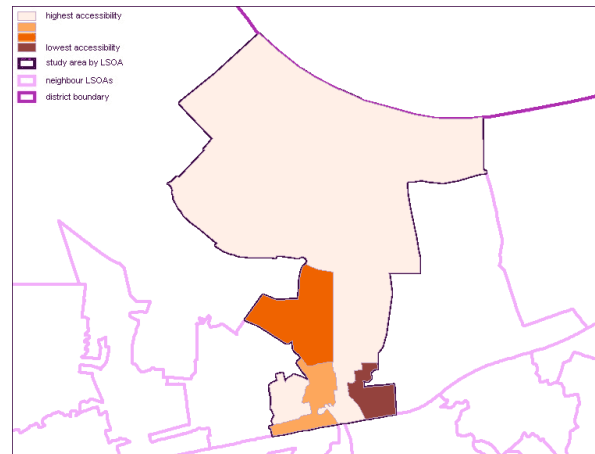 highest accessibility
lowest accessibility
study area by LSOA
neighbour LSOAs
district boundary